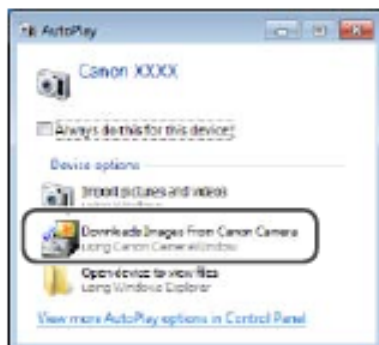 AutoPlay
Canon XXXX
Always do this for this device:
Device options
Import pictures and videos
using Windows
Downloads Images From Canon Camera
using Canon CameraWindow
Open device to view files
using Windows Explorer
View more AutoPlay options in Control Panel